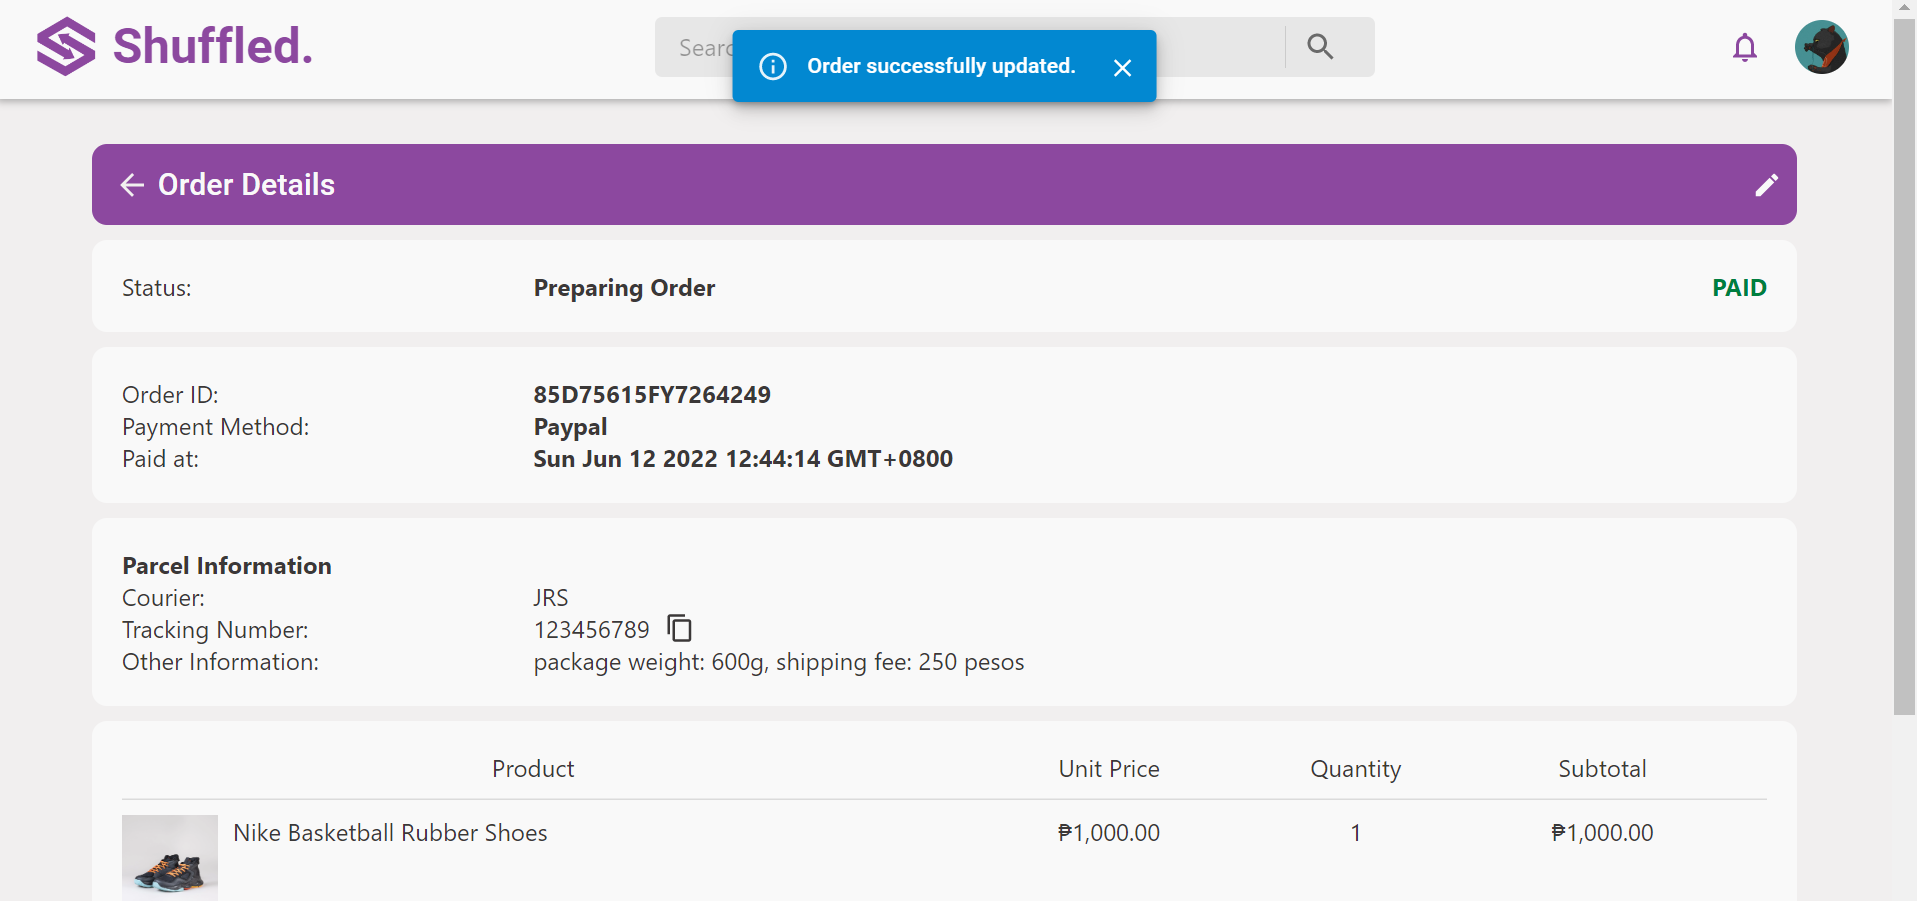 Shuffled.
Order successfully updated.
Order Details
Status: Preparing Order PAID
Order ID: 85D75615FY7264249
Payment Method: Paypal
Paid at: Sun Jun 12 2022 12:44:14 GMT+0800
Parcel Information
Courier: JRS
Tracking Number: 123456789
Other Information: package weight: 600g, shipping fee: 250 pesos
Product Unit Price Quantity Subtotal
Nike Basketball Rubber Shoes ₱1,000.00 1 ₱1,000.00